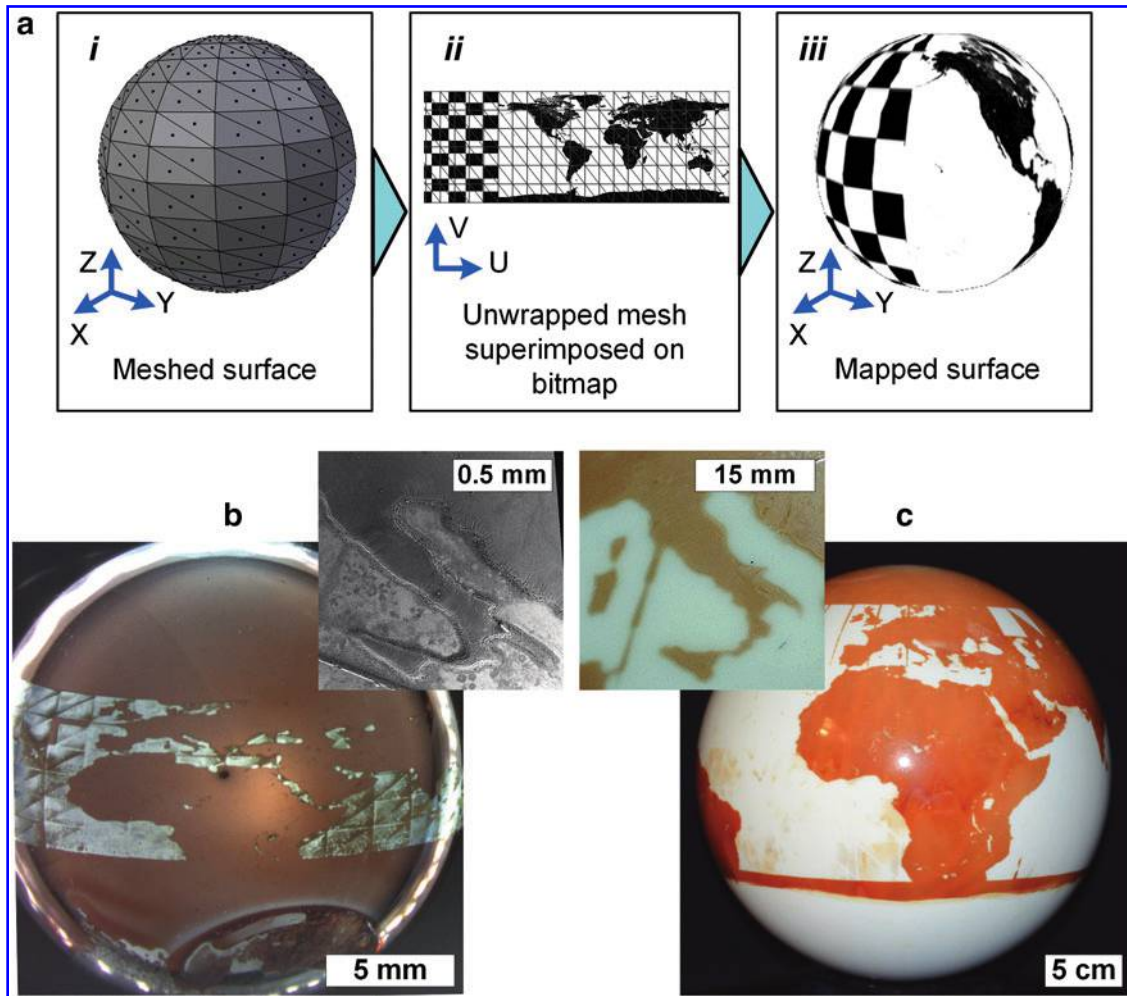 a
i
ii
iii
Z
X
Y
Meshed surface
V
U
Unwrapped mesh
superimposed on
bitmap
Z
X
Y
Mapped surface
b
0.5 mm
15 mm
c
5 mm
5 cm